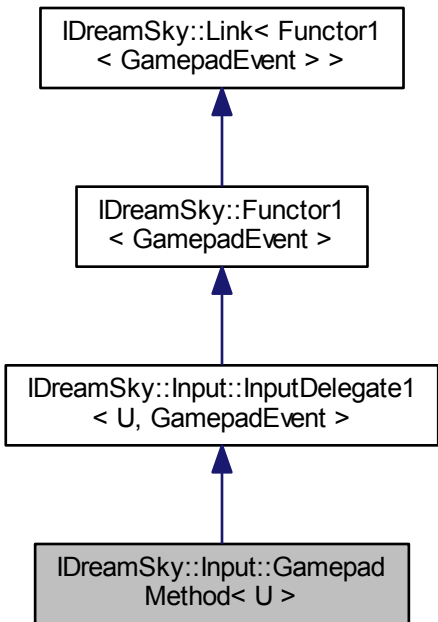 IDreamSky::Link< Functor1
< GamepadEvent > >
IDreamSky::Functor1
< GamepadEvent >
IDreamSky::Input::InputDelegate1
< U, GamepadEvent >
IDreamSky::Input::Gamepad
Method< U >